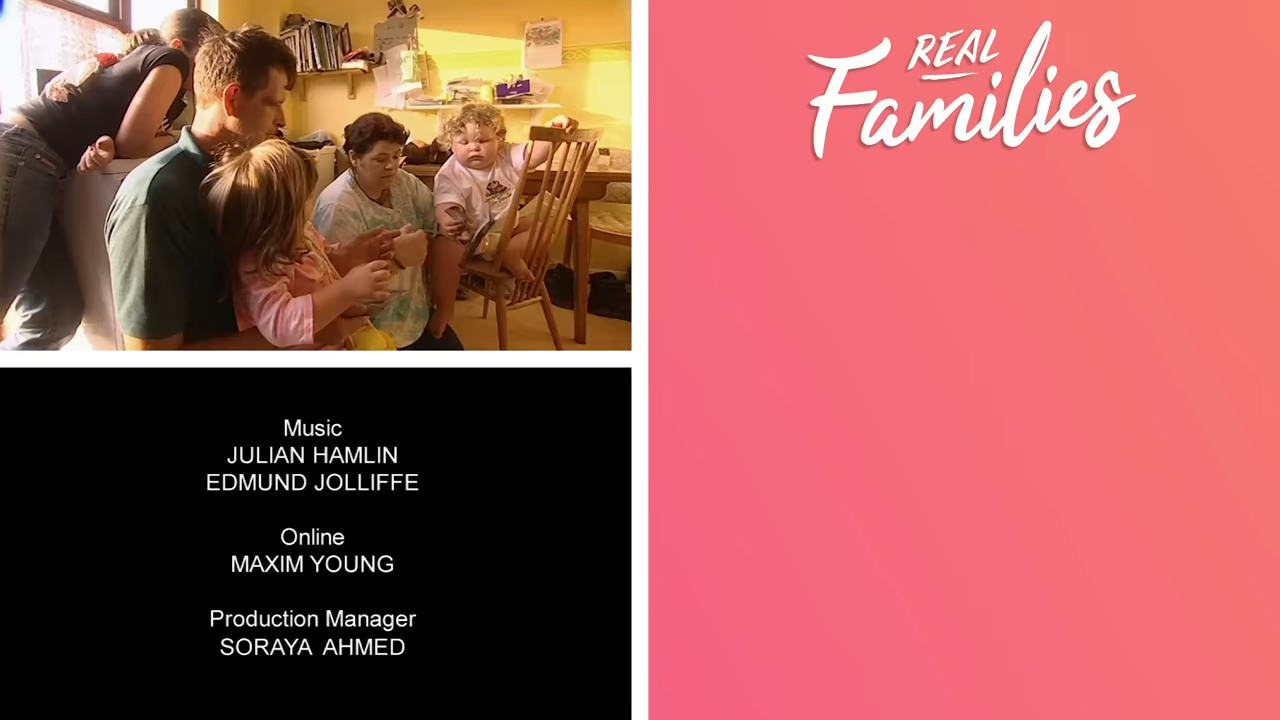 REAL
Families
Music
JULIAN HAMLIN
EDMUND JOLLIFFE
Online
MAXIM YOUNG
Production Manager
SORAYA AHMED